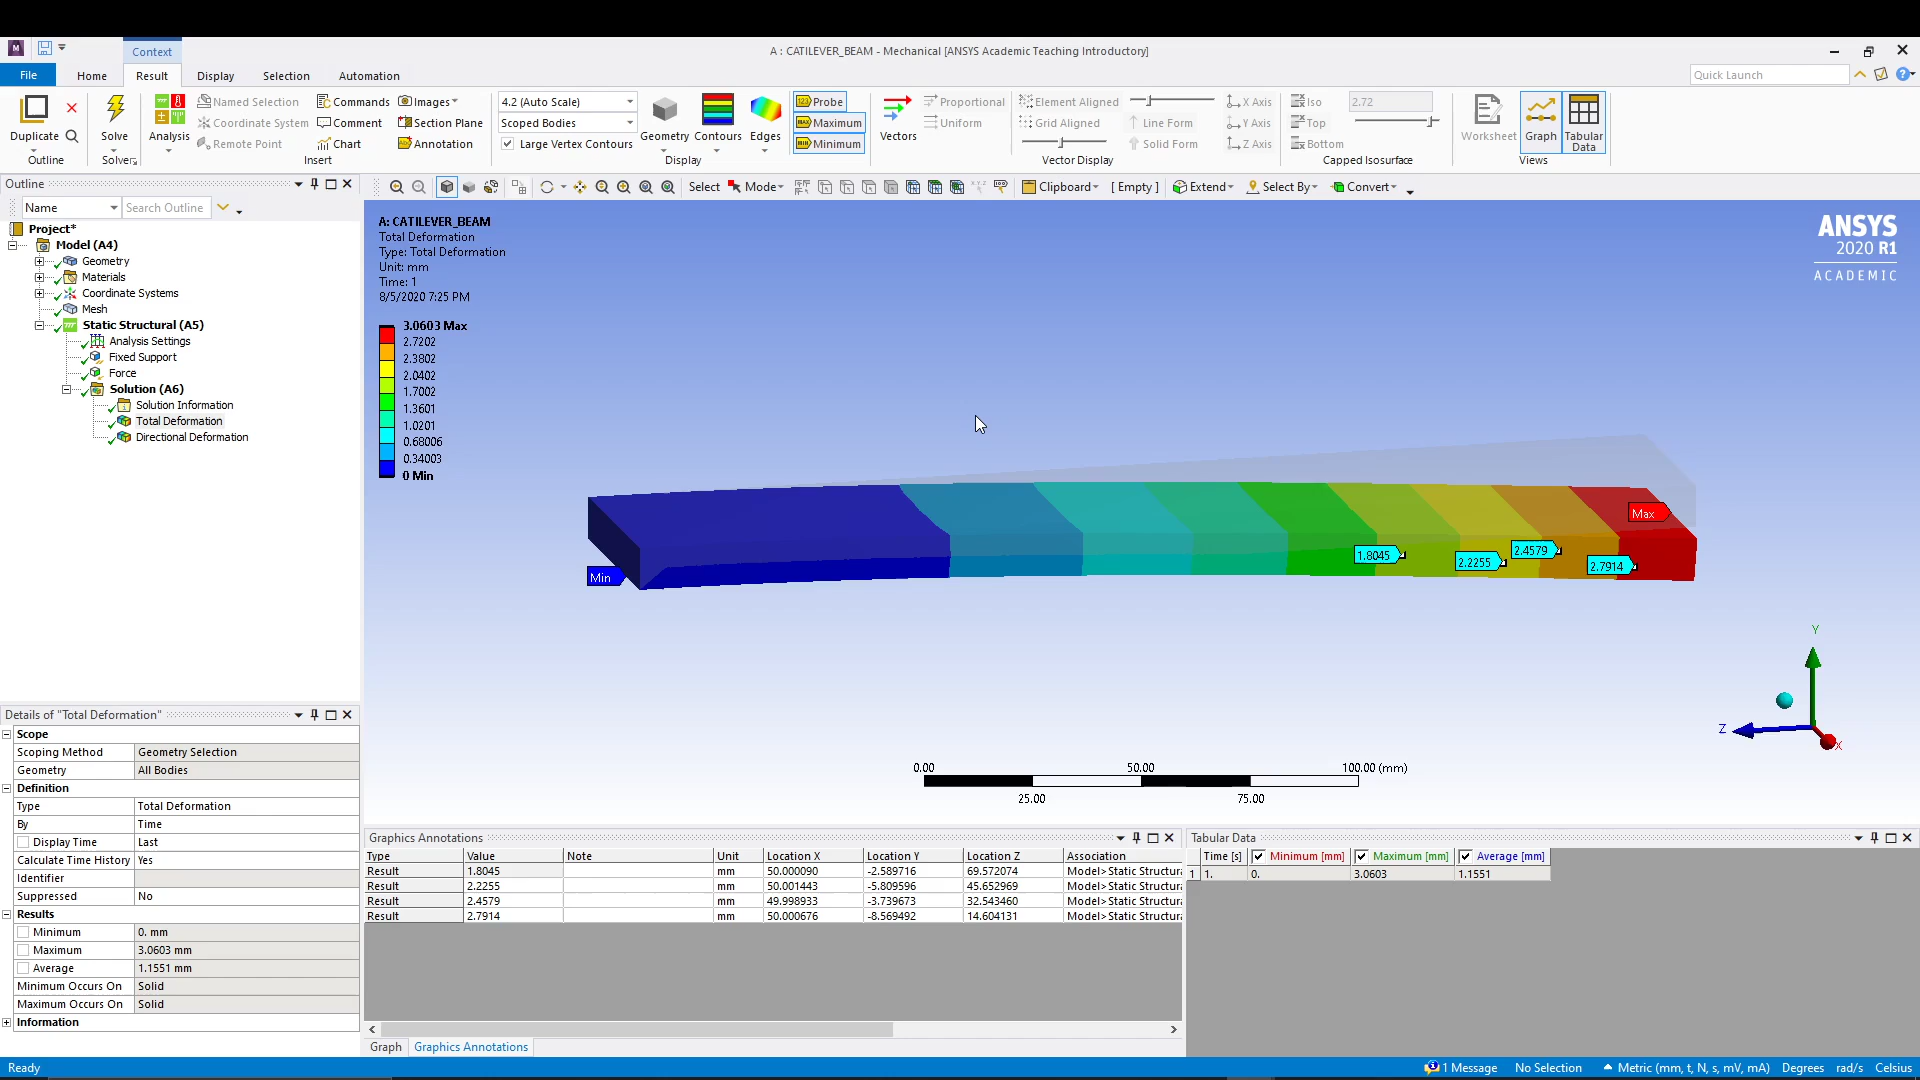 Context
A : CATILEVER_BEAM - Mechanical [ANSYS Academic Teaching Introductory]
File Home Result Display Selection Automation
Quick Launch
Duplicate
Outline
Solve
Solver
Analysis
Named Selection
Coordinate System
Remote Point
Commands
Comment
Chart
Images
Section Plane
Annotation
Insert
4.2 (Auto Scale)
Scoped Bodies
Large Vertex Contours
Geometry
Contours
Edges
Display
Probe
Maximum
Minimum
Vectors
Proportional
Uniform
Element Aligned
Grid Aligned
Line Form
Solid Form
X Axis
Y Axis
Z Axis
Vector Display
Iso
Top
Bottom
2.72
Capped Isosurface
Worksheet
Graph
Tabular
Data
Views
Outline
Name
Search Outline
Select Mode Clipboard [ Empty ] Extend Select By Convert
Project*
Model (A4)
Geometry
Materials
Coordinate Systems
Mesh
Static Structural (A5)
Analysis Settings
Fixed Support
Force
Solution (A6)
Solution Information
Total Deformation
Directional Deformation
A: CATILEVER_BEAM
Total Deformation
Type: Total Deformation
Unit: mm
Time: 1
8/5/2020 7:25 PM
3.0603 Max
2.7202
2.3802
2.0402
1.7002
1.3601
1.0201
0.68006
0.34003
0 Min
ANSYS
2020 R1
ACADEMIC
Max
Min
1.8045
2.2255
2.4579
2.7914
Y
Z
X
0.00 50.00 100.00 (mm)
25.00 75.00
Details of "Total Deformation"
Scope
Scoping Method Geometry Selection
Geometry All Bodies
Definition
Type Total Deformation
By Time
Display Time Last
Calculate Time History Yes
Identifier
Suppressed No
Results
Minimum 0. mm
Maximum 3.0603 mm
Average 1.1551 mm
Minimum Occurs On Solid
Maximum Occurs On Solid
Information
Graphics Annotations
Type Value Note Unit Location X Location Y Location Z Association
Result 1.8045 mm 50.000090 -2.589716 69.572074 Model>Static Structura
Result 2.2255 mm 50.001443 -5.809596 45.652969 Model>Static Structura
Result 2.4579 mm 49.998933 -3.739673 32.543460 Model>Static Structura
Result 2.7914 mm 50.000676 -8.569492 14.604131 Model>Static Structura
Graph Graphics Annotations
Tabular Data
Time [s] Minimum [mm] Maximum [mm] Average [mm]
1 1. 0. 3.0603 1.1551
Ready
1 Message No Selection Metric (mm, t, N, s, mV, mA) Degrees rad/s Celsius